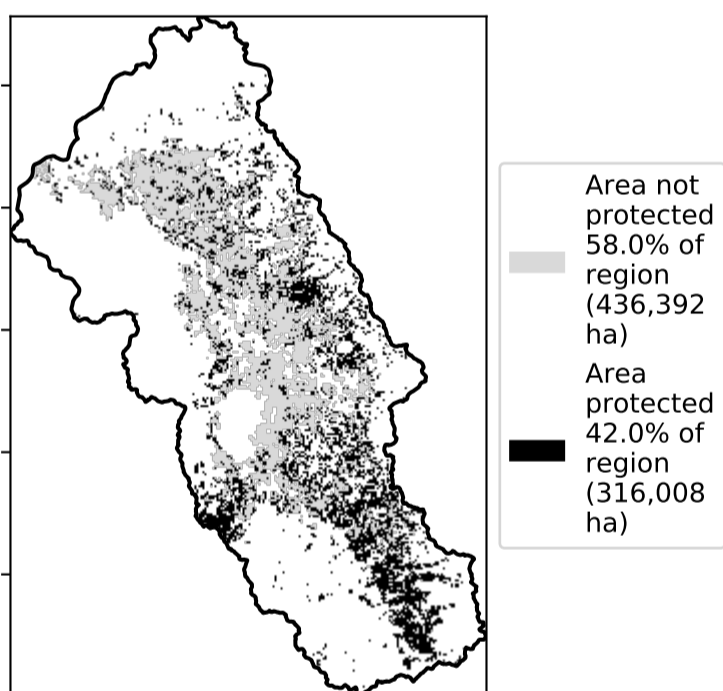 Area not
protected
58.0% of
region
(436,392
ha)
Area
protected
42.0% of
region
(316,008
ha)